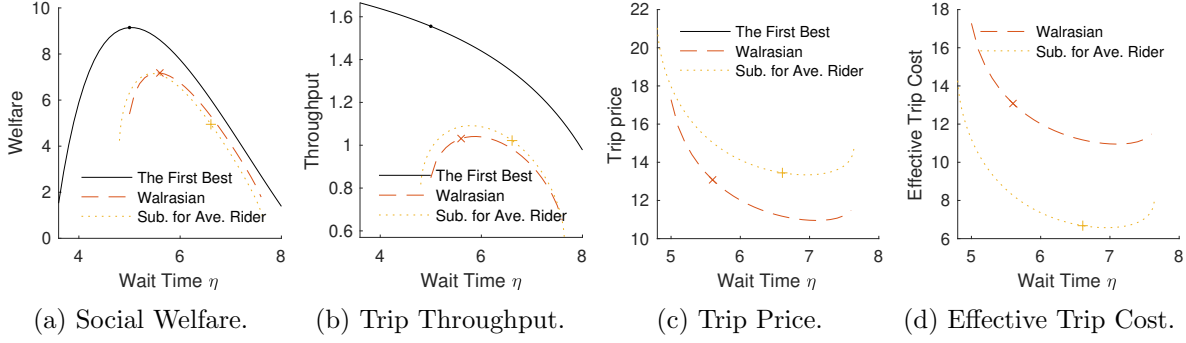 10
8
6
4
2
0
Welfare
4
6
8
Wait Time η
The First Best
Walrasian
Sub. for Ave. Rider
(a) Social Welfare.
1.6
1.4
1.2
1
0.8
0.6
Throughput
4
6
8
Wait Time η
The First Best
Walrasian
Sub. for Ave. Rider
(b) Trip Throughput.
22
20
18
16
14
12
10
Trip price
5
6
7
8
Wait Time η
The First Best
Walrasian
Sub. for Ave. Rider
(c) Trip Price.
18
16
14
12
10
8
6
Effective Trip Cost
5
6
7
8
Wait Time η
Walrasian
Sub. for Ave. Rider
(d) Effective Trip Cost.